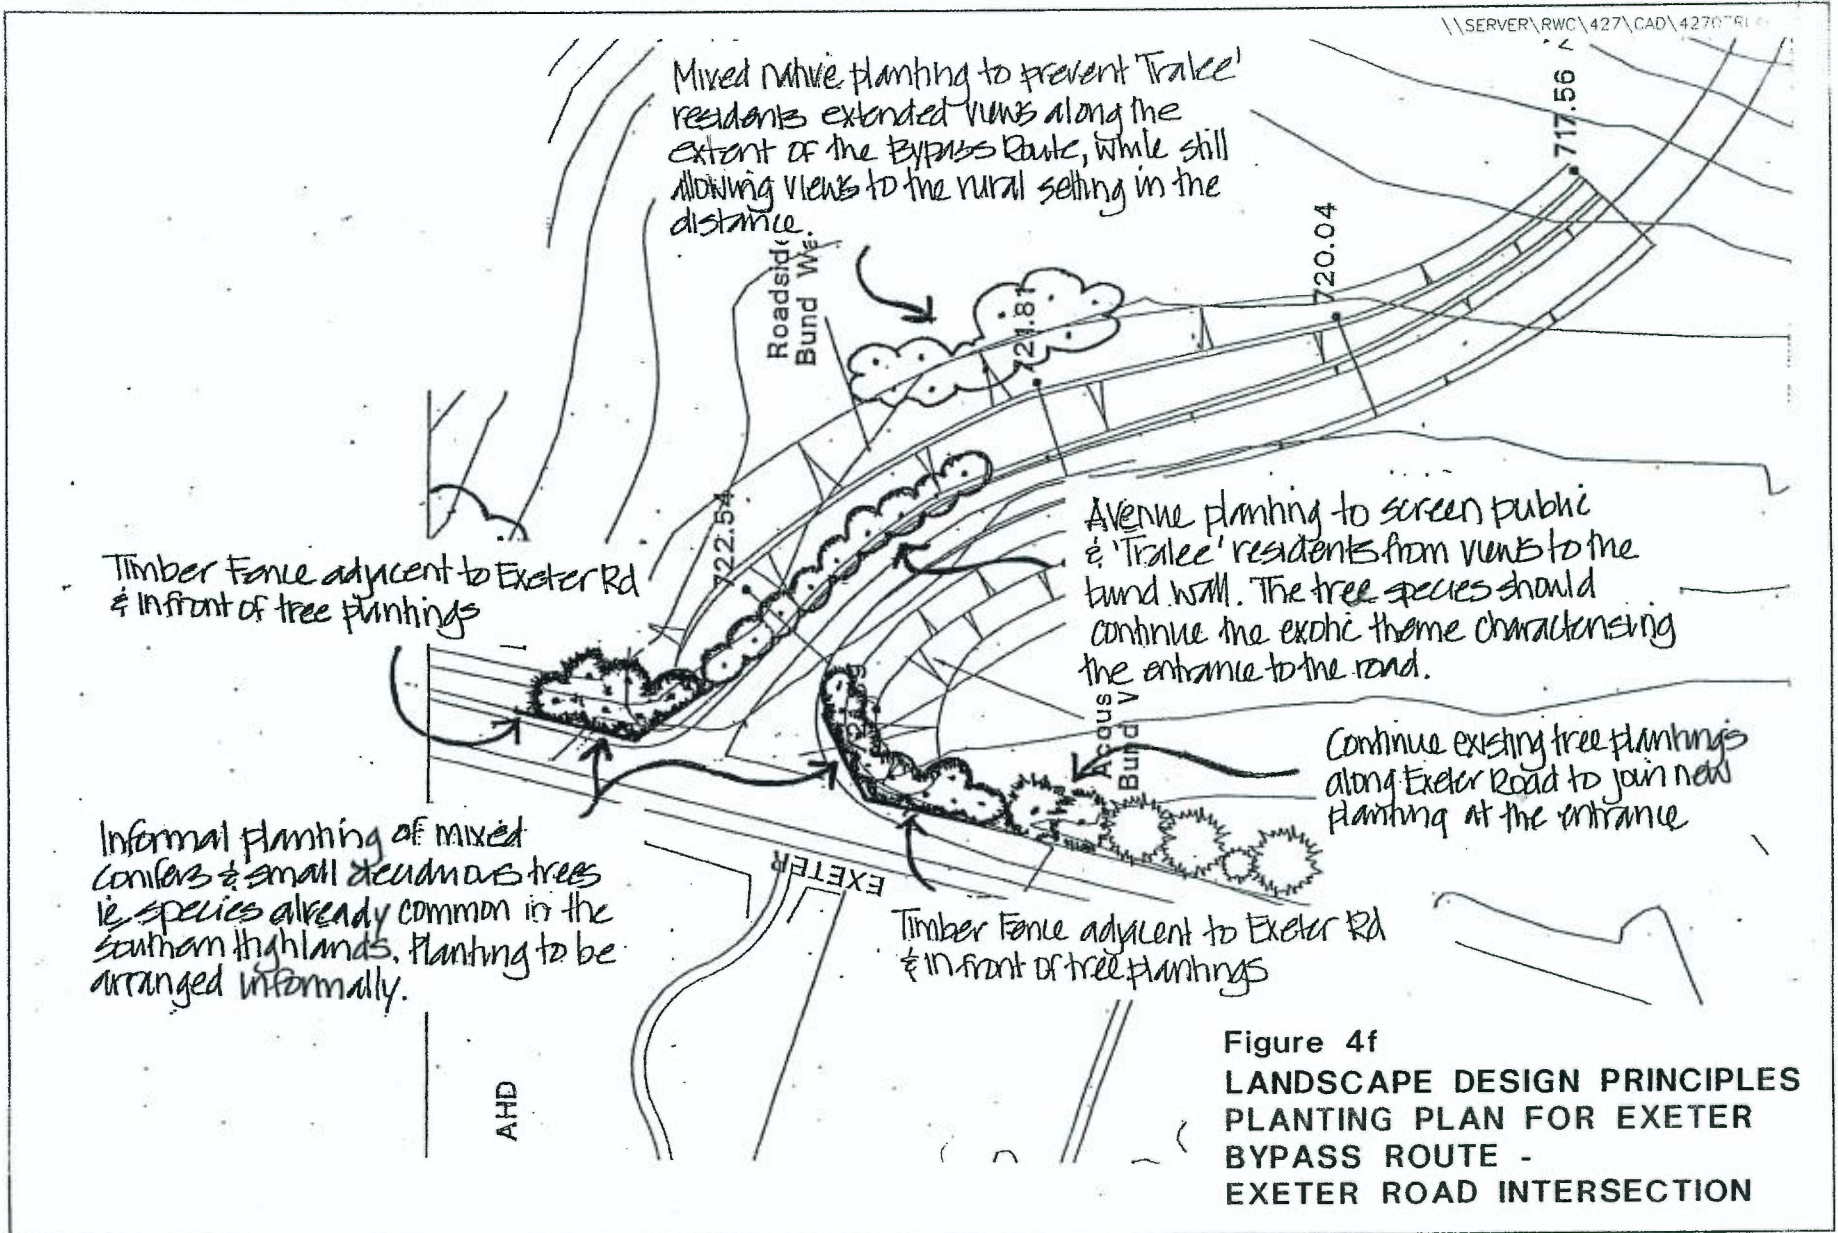 \\SERVER\RWC\427\CAD\427
Mixed native planting to prevent 'Tralee'
residents extended views along the
extent of the Bypass Route, while still
allowing views to the rural setting in the
distance.
717.56
720.04
721.81
722.54
Roadside
Bund
Timber Fence adjacent to Exeter Rd
& Infront of tree plantings
Avenue planting to screen public
& 'Tralee' residents from views to the
bund wall. The tree species should
continue the exotic theme characterising
the entrance to the road.
Acous
Bund W
Continue existing tree plantings
along Exeter Road to join new
planting at the entrance
Informal planting of mixed
conifers & small deciduous trees
ie species already common in the
Southern Highlands. Planting to be
arranged informally.
EXETER
Timber Fence adjacent to Exeter Rd
& Infront of tree plantings
AHD
Figure 4f
LANDSCAPE DESIGN PRINCIPLES
PLANTING PLAN FOR EXETER
BYPASS ROUTE -
EXETER ROAD INTERSECTION